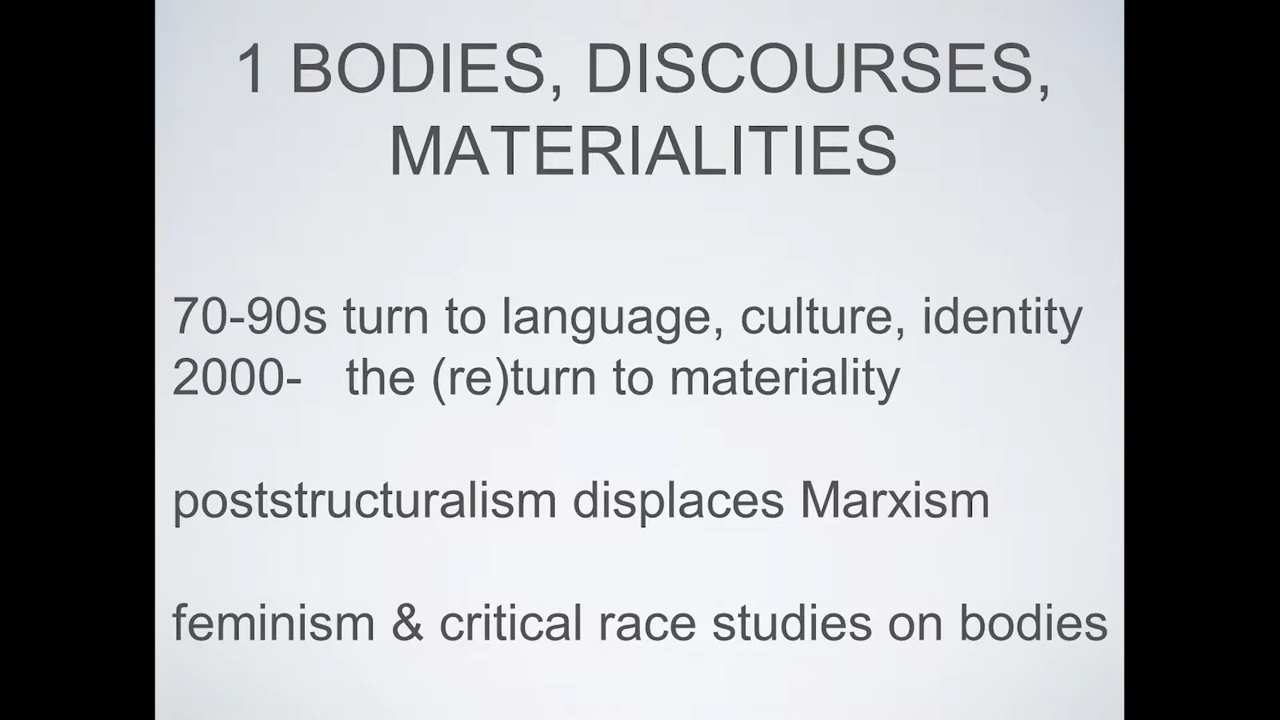 1 BODIES, DISCOURSES,
MATERIALITIES
70-90s turn to language, culture, identity
2000-   the (re)turn to materiality
poststructuralism displaces Marxism
feminism & critical race studies on bodies